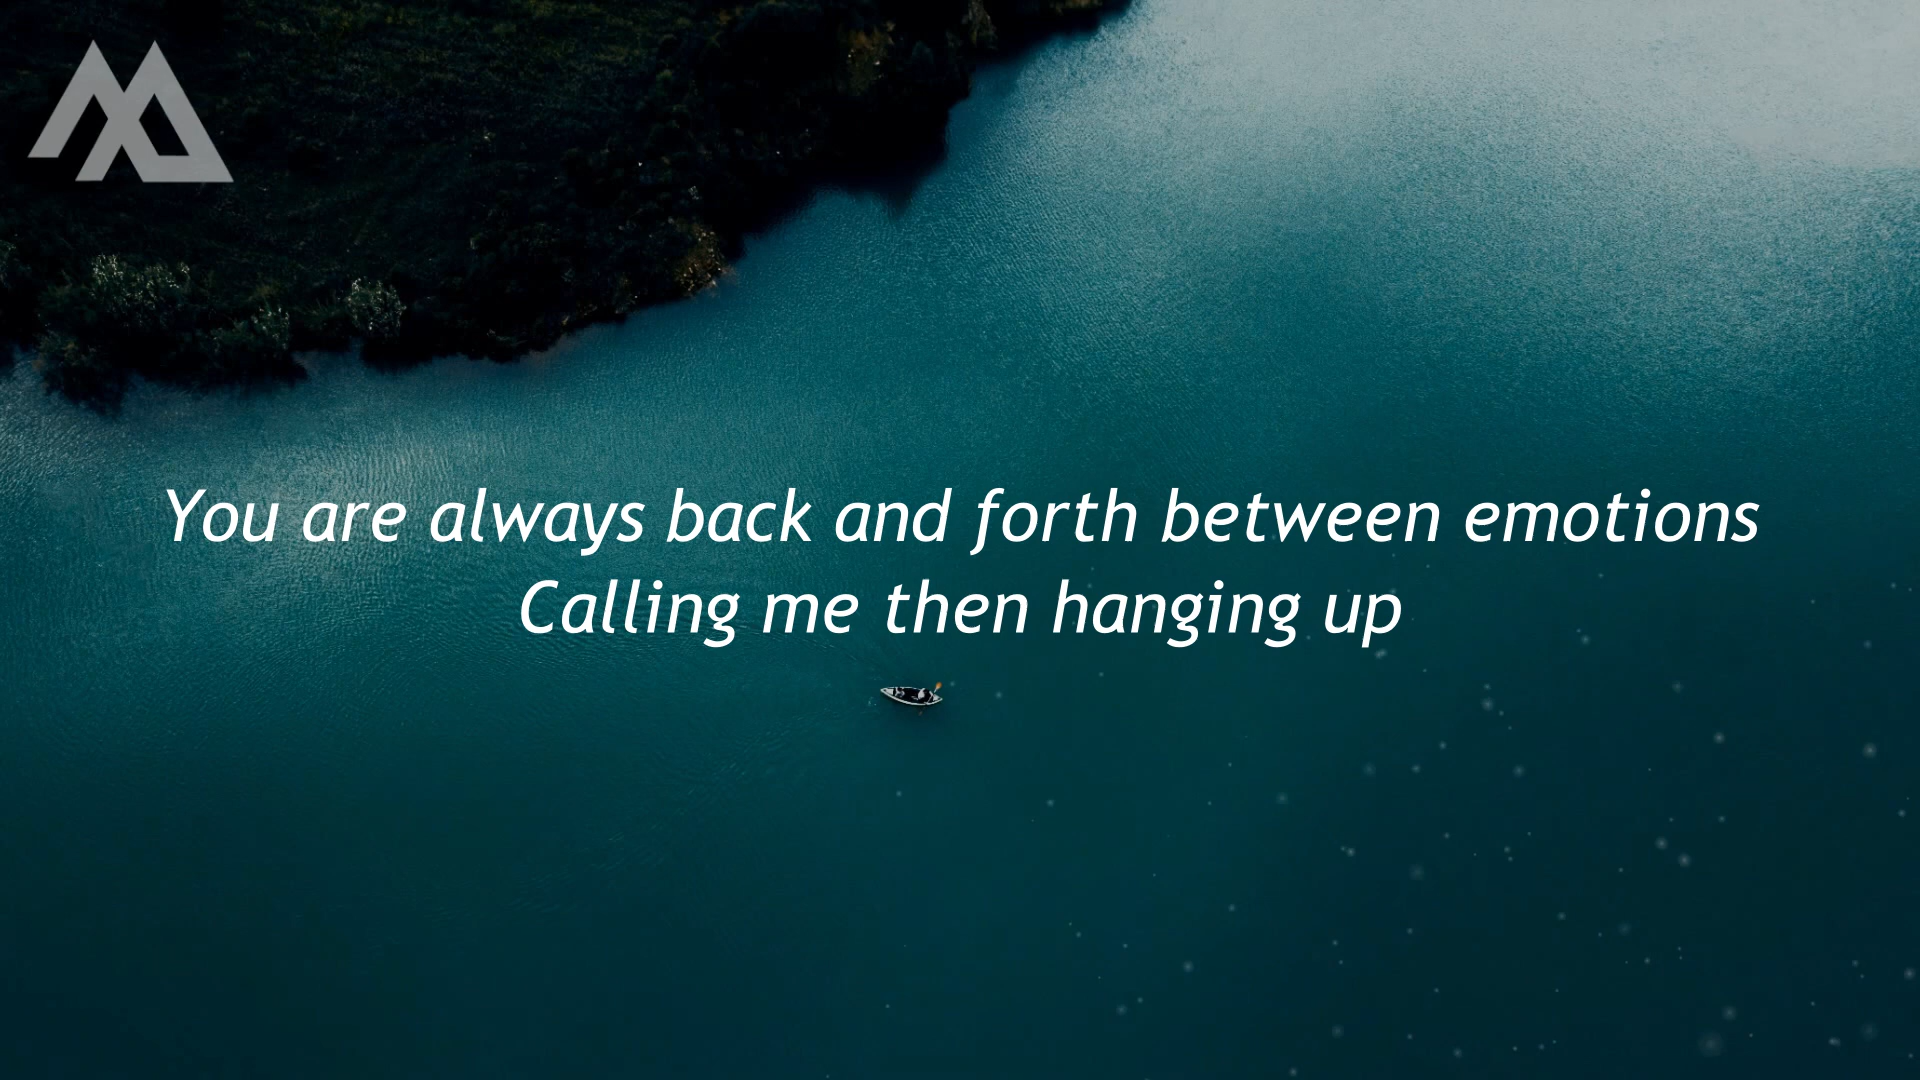 You are always back and forth between emotions
Calling me then hanging up